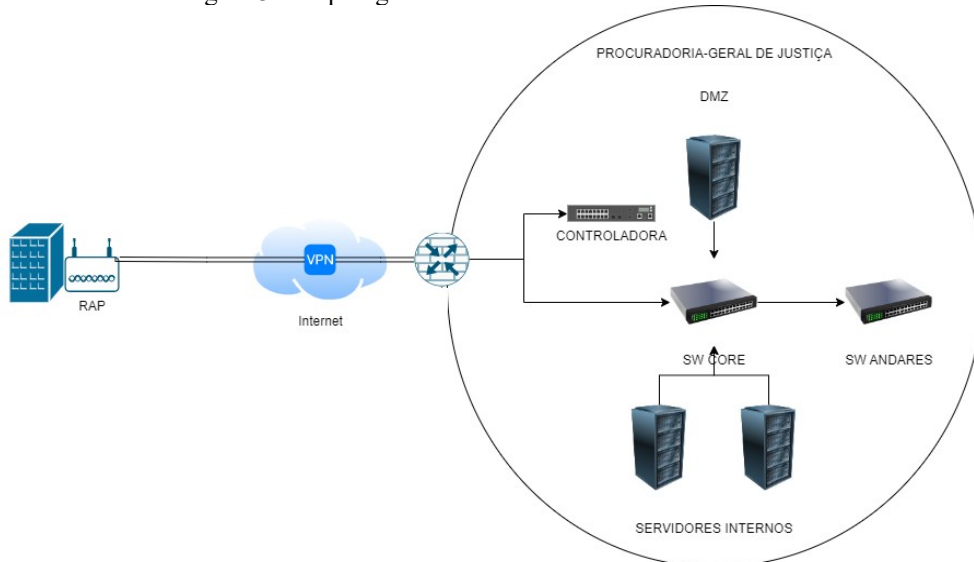 PROCURADORIA-GERAL DE JUSTIÇA
DMZ
CONTROLADORA
VPN
RAP
Internet
SW CORE
SW ANDARES
SERVIDORES INTERNOS